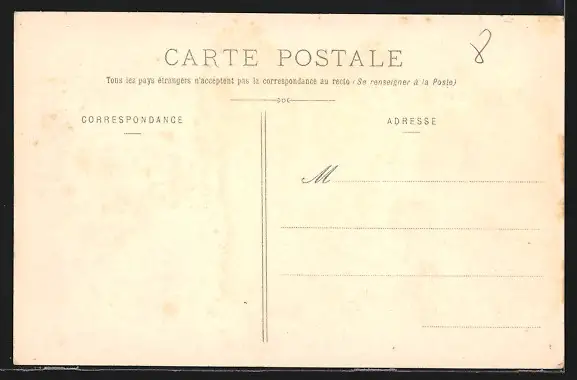 8
CARTE POSTALE
Tous les pays étrangers n'acceptent pas la correspondance au recto (Se renseigner à la Poste)
CORRESPONDANCE
ADRESSE
M